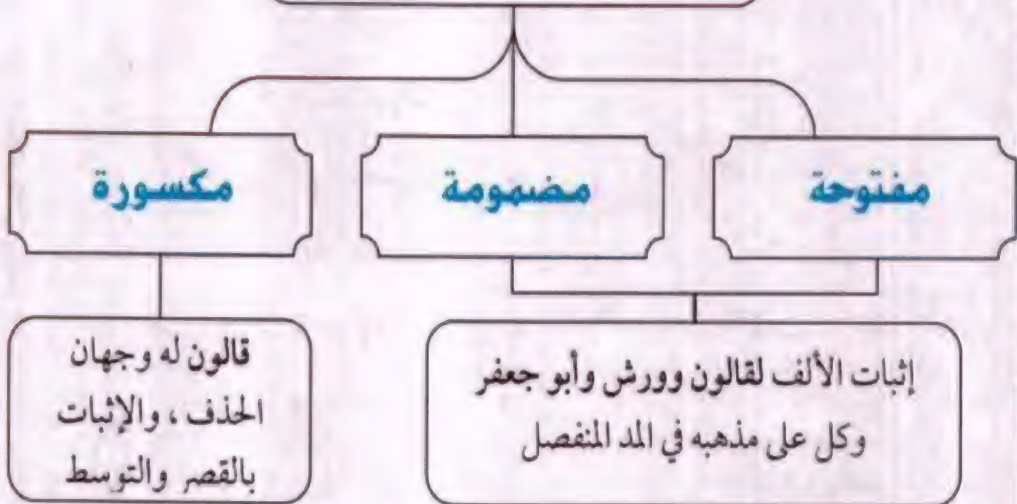 مفتوحة
مضمومة
مكسورة
إثبات الألف لقالون وورش وأبو جعفر
وكل على مذهبه في المد المنفصل
قالون له وجهان
الحذف ، والإثبات
بالقصر والتوسط